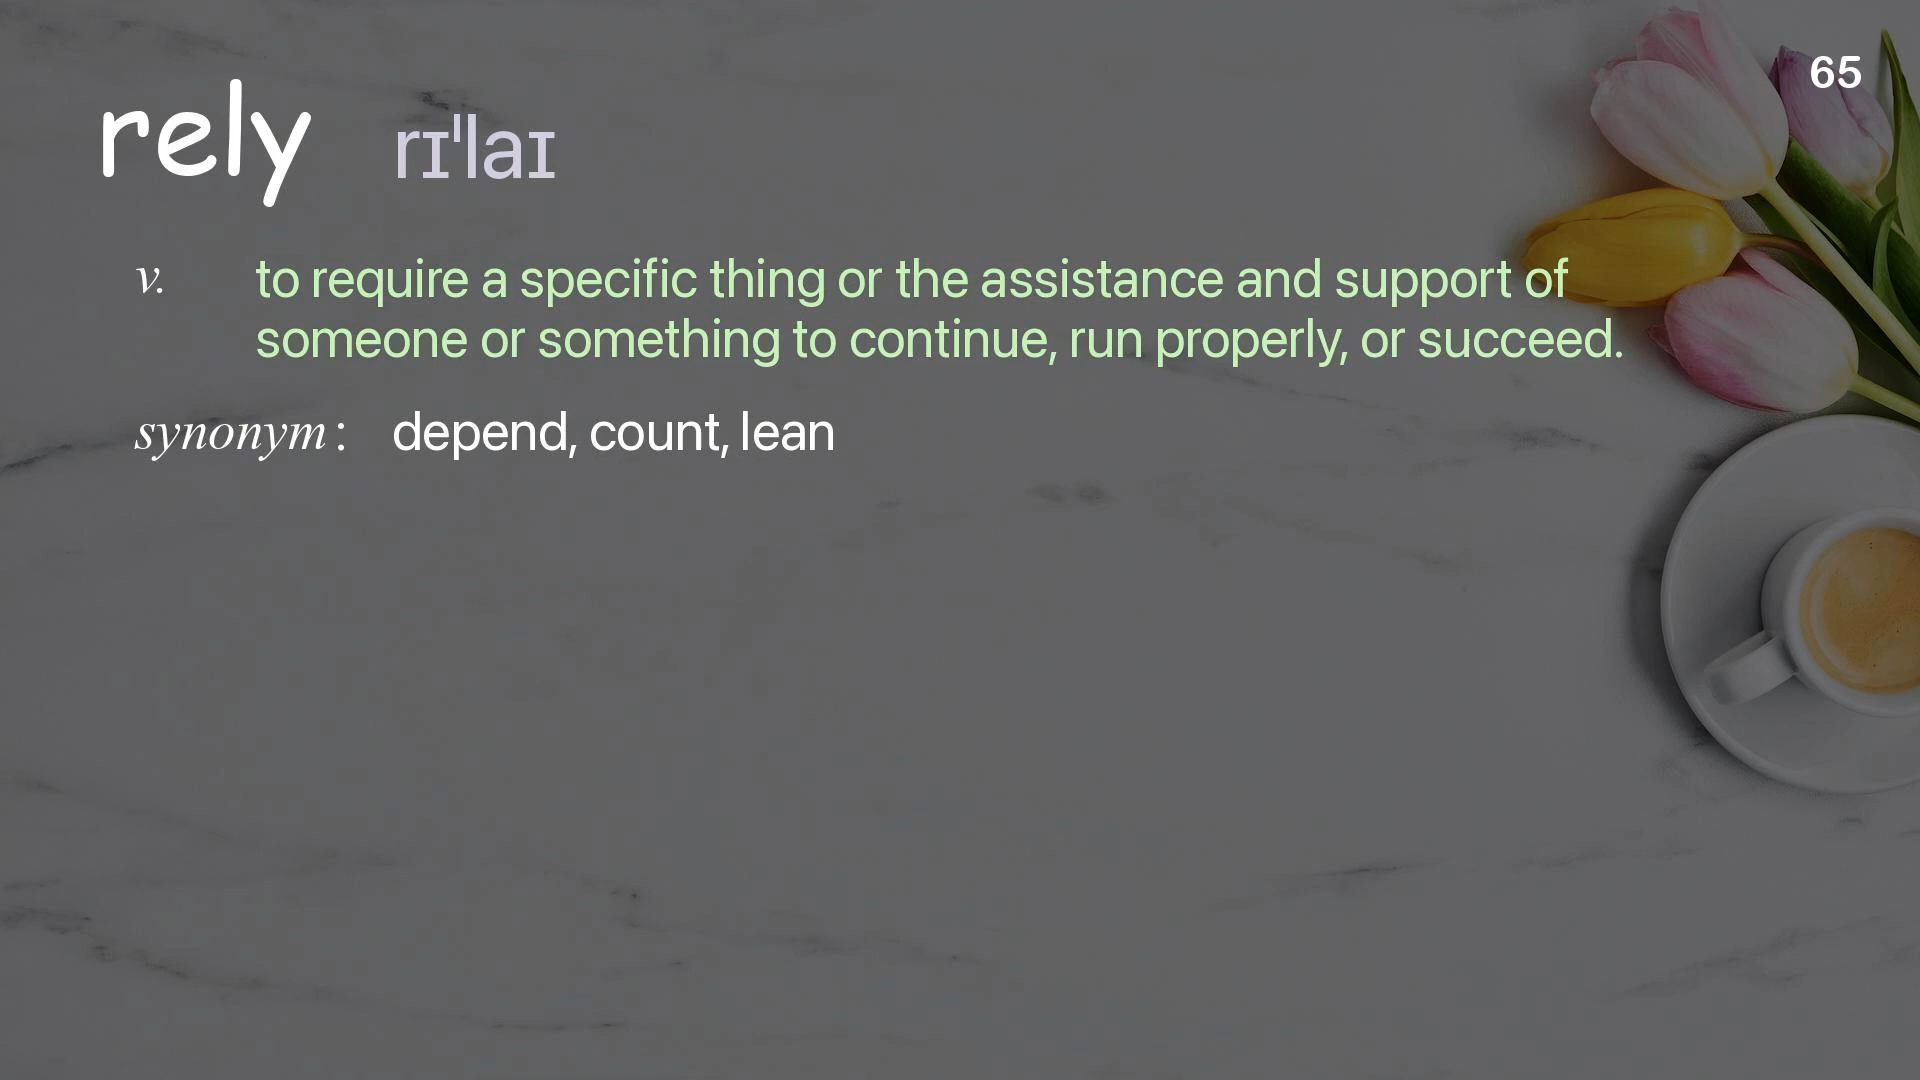 65
rely rɪˈlaɪ
v. to require a specific thing or the assistance and support of
someone or something to continue, run properly, or succeed.
synonym : depend, count, lean